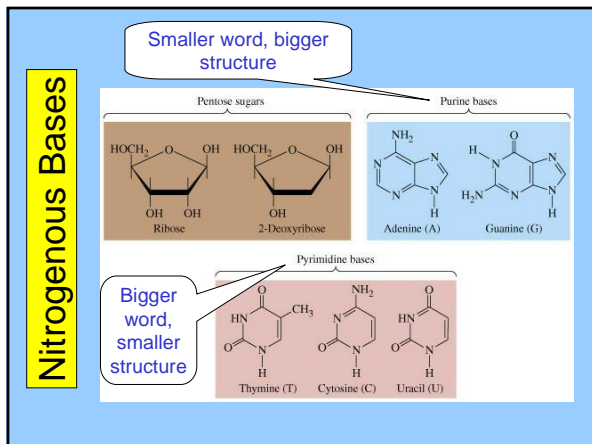 Nitrogenous Bases
Smaller word, bigger
structure
Pentose sugars
Purine bases
HOCH2 O OH
OH OH
Ribose
HOCH2 O OH
OH
2-Deoxyribose
NH2
N N
N N
H
Adenine (A)
O
H N N
H2N N N
H
Guanine (G)
Bigger
word,
smaller
structure
Pyrimidine bases
O
HN CH3
O N
H
Thymine (T)
NH2
N
O N
H
Cytosine (C)
O
HN
O N
H
Uracil (U)